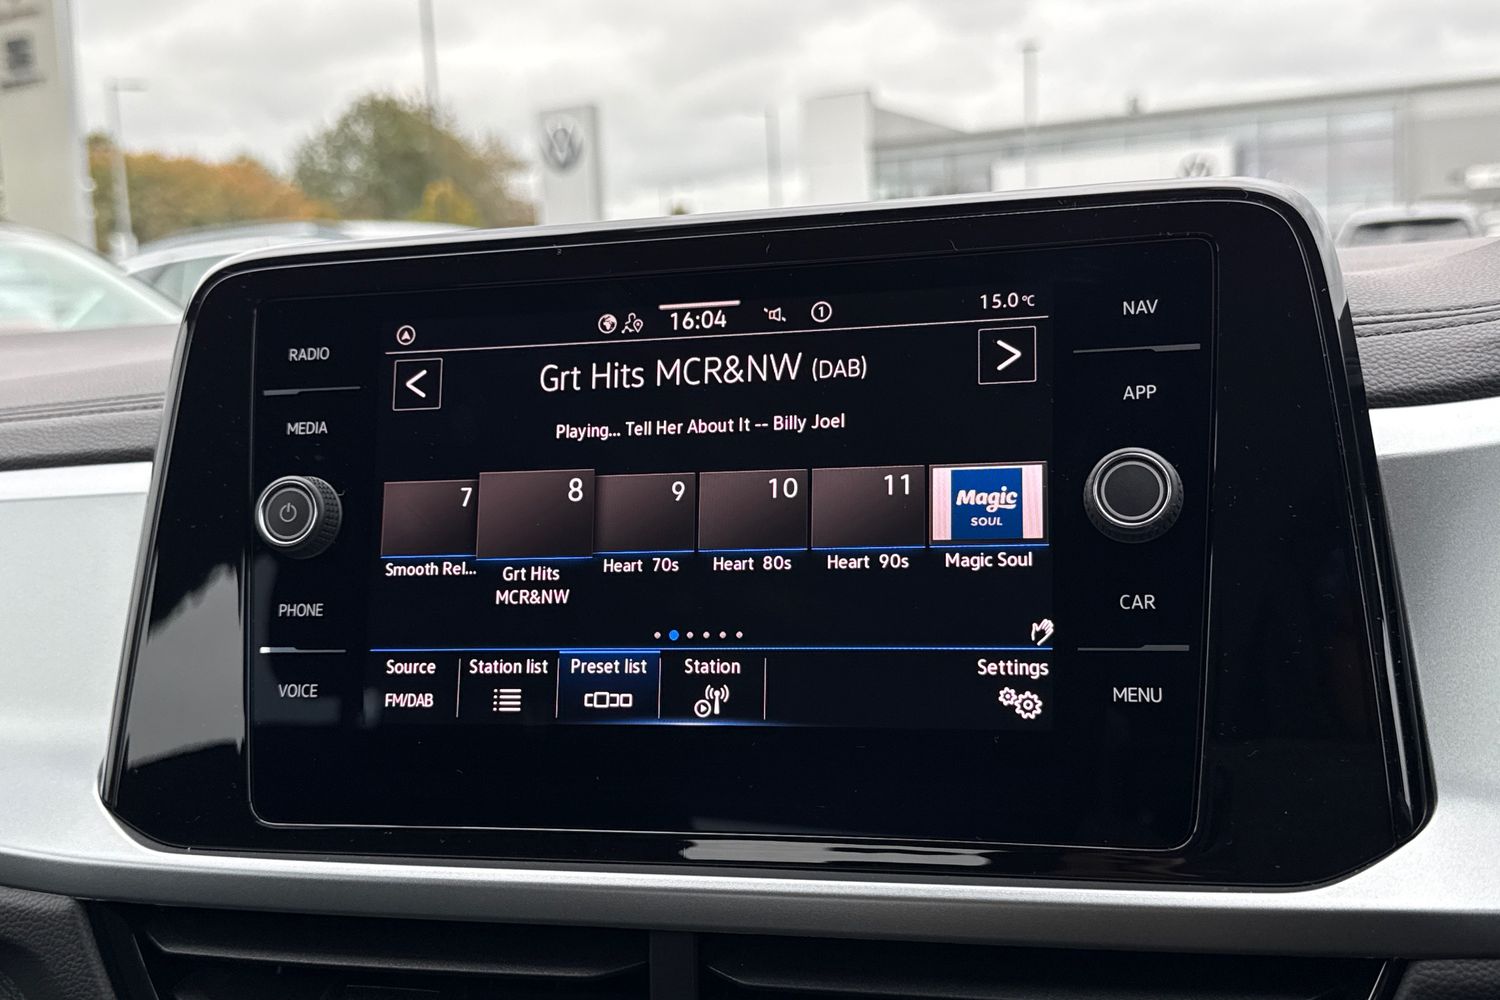 16:04
1
15.0°C
Grt Hits MCR&NW (DAB)
Playing... Tell Her About It -- Billy Joel
7
8
9
10
11
Magic
SOUL
Smooth Rel...
Grt Hits
MCR&NW
Heart 70s
Heart 80s
Heart 90s
Magic Soul
Source
FM/DAB
Station list
Preset list
Station
Settings
RADIO
MEDIA
PHONE
VOICE
NAV
APP
CAR
MENU